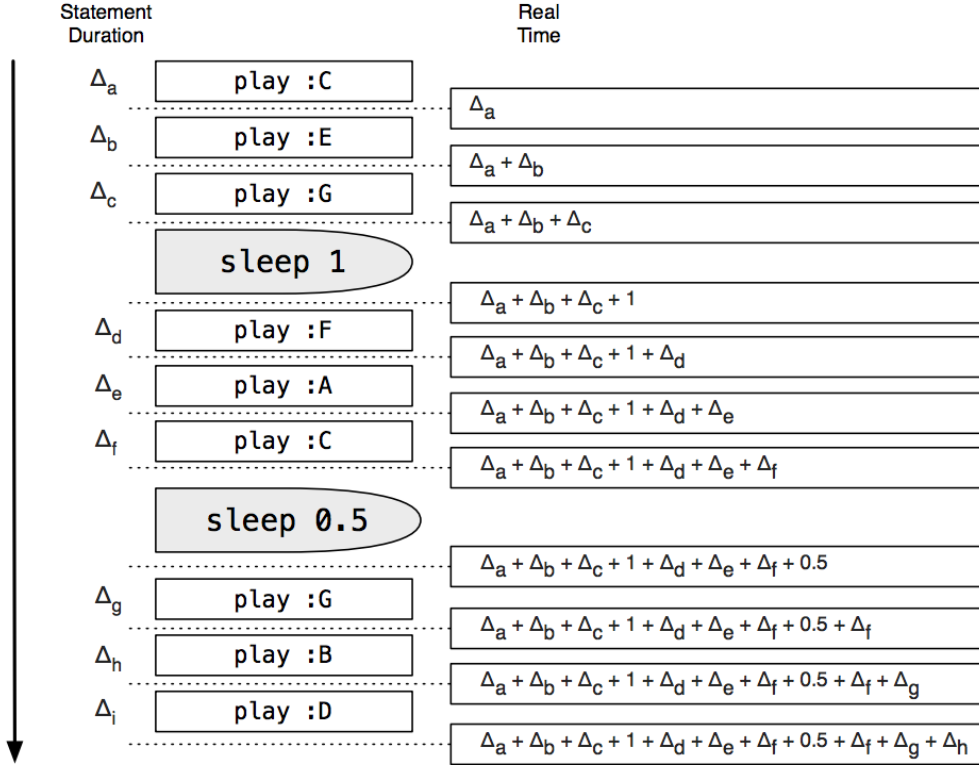 Statement
Duration
Real
Time
Δa
play :C
Δa
Δb
play :E
Δa + Δb
Δc
play :G
Δa + Δb + Δc
sleep 1
Δa + Δb + Δc + 1
Δd
play :F
Δa + Δb + Δc + 1 + Δd
Δe
play :A
Δa + Δb + Δc + 1 + Δd + Δe
Δf
play :C
Δa + Δb + Δc + 1 + Δd + Δe + Δf
sleep 0.5
Δa + Δb + Δc + 1 + Δd + Δe + Δf + 0.5
Δg
play :G
Δa + Δb + Δc + 1 + Δd + Δe + Δf + 0.5 + Δf
Δh
play :B
Δa + Δb + Δc + 1 + Δd + Δe + Δf + 0.5 + Δf + Δg
Δi
play :D
Δa + Δb + Δc + 1 + Δd + Δe + Δf + 0.5 + Δf + Δg + Δh